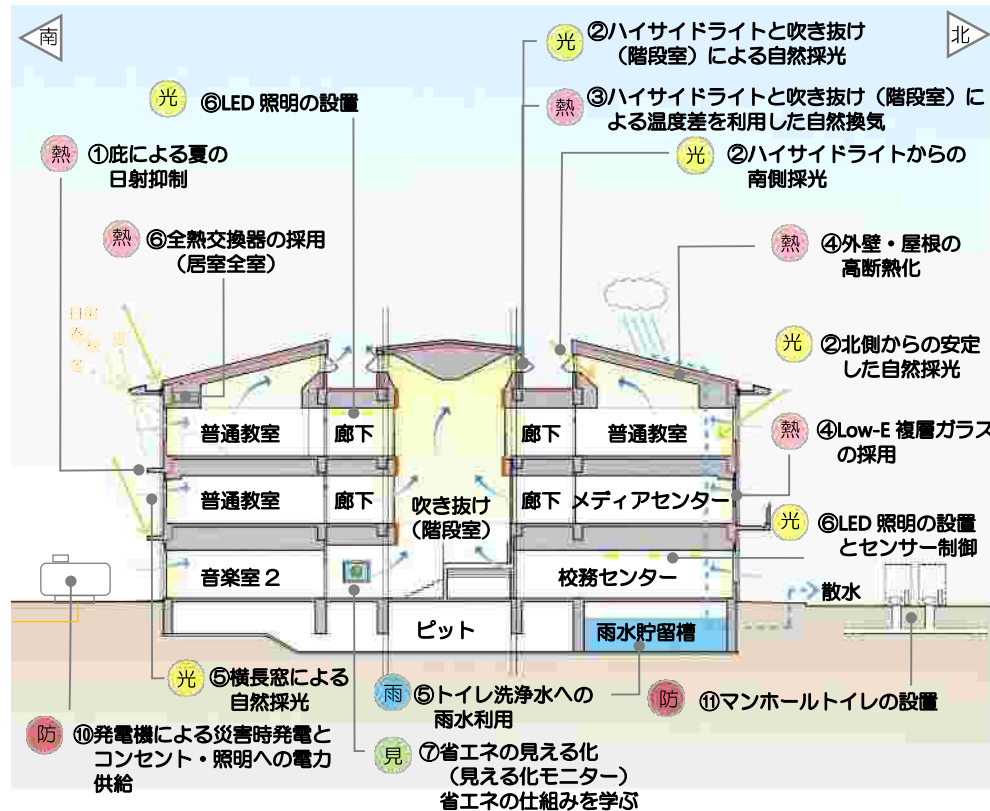 南
北
光
②ハイサイドライトと吹き抜け
（階段室）による自然採光
光
⑥LED 照明の設置
熱
③ハイサイドライトと吹き抜け（階段室）に
よる温度差を利用した自然換気
熱
①庇による夏の
日射抑制
光
②ハイサイドライトからの
南側採光
熱
⑥全熱交換器の採用
（居室全室）
熱
④外壁・屋根の
高断熱化
日射
光
②北側からの安定
した自然採光
普通教室
廊下
廊下
普通教室
熱
④Low-E 複層ガラス
の採用
普通教室
廊下
吹き抜け
（階段室）
廊下
メディアセンター
光
⑥LED 照明の設置
とセンサー制御
音楽室２
校務センター
散水
ピット
雨水貯留槽
光
⑤横長窓による
自然採光
雨
⑤トイレ洗浄水への
雨水利用
防
⑪マンホールトイレの設置
防
⑩発電機による災害時発電と
コンセント・照明への電力
供給
見
⑦省エネの見える化
（見える化モニター）
省エネの仕組みを学ぶ